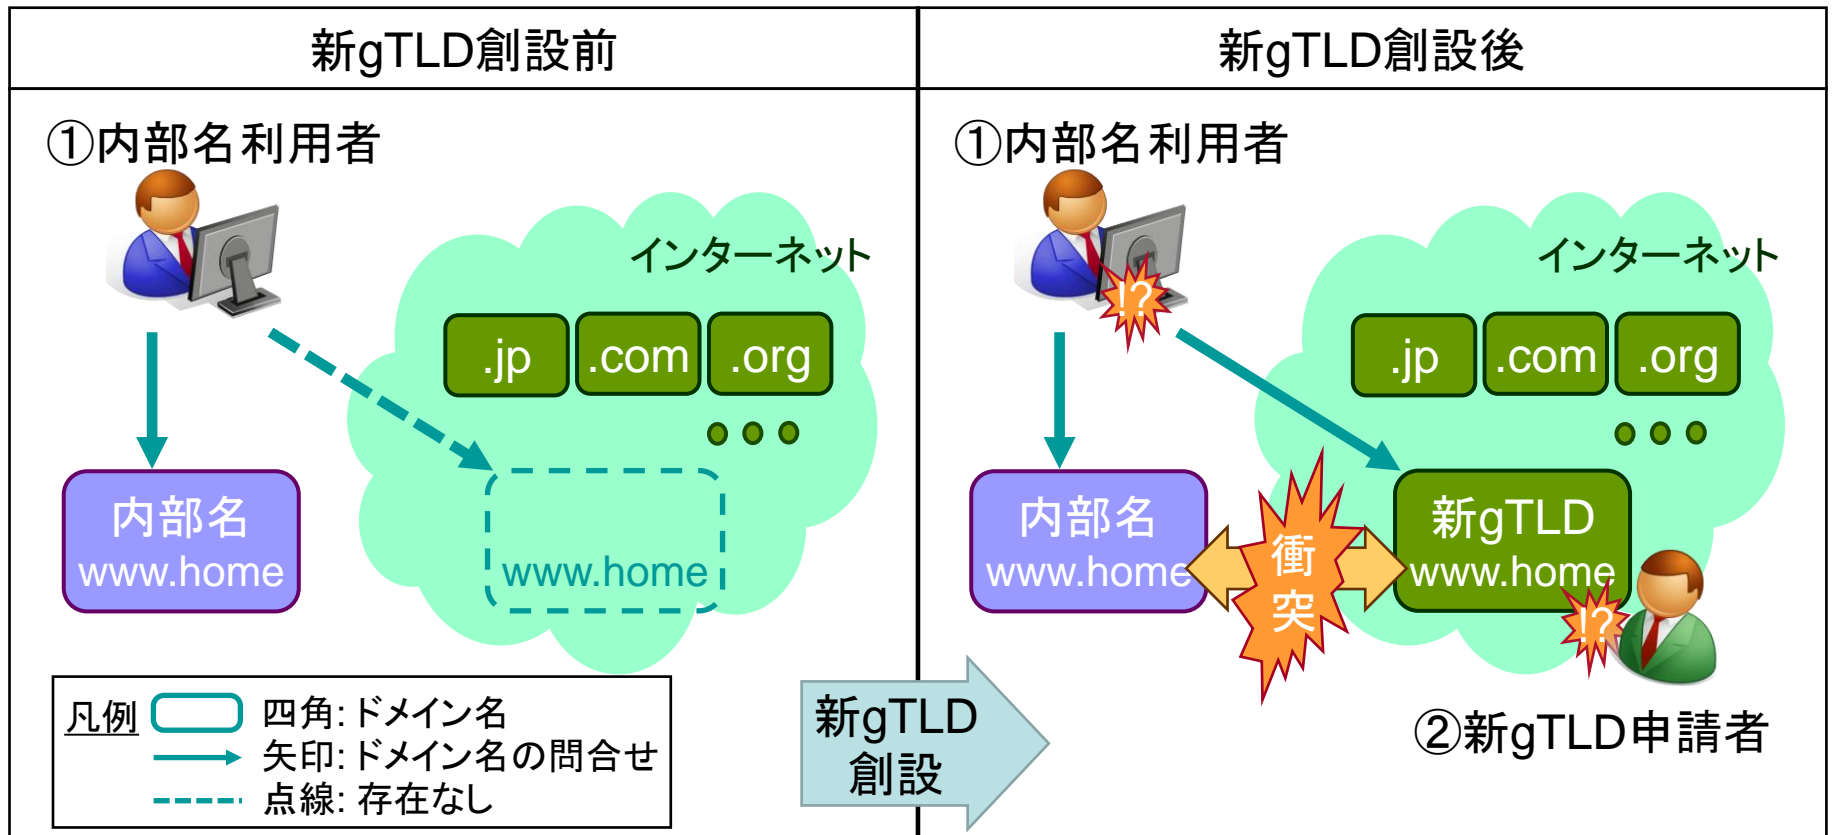 新gTLD創設前
①内部名利用者
インターネット
.jp
.com
.org
内部名
www.home
www.home
凡例
四角: ドメイン名
矢印: ドメイン名の問合せ
点線: 存在なし
新gTLD
創設
新gTLD創設後
①内部名利用者
!?
インターネット
.jp
.com
.org
内部名
www.home
衝
突
新gTLD
www.home
!?
②新gTLD申請者